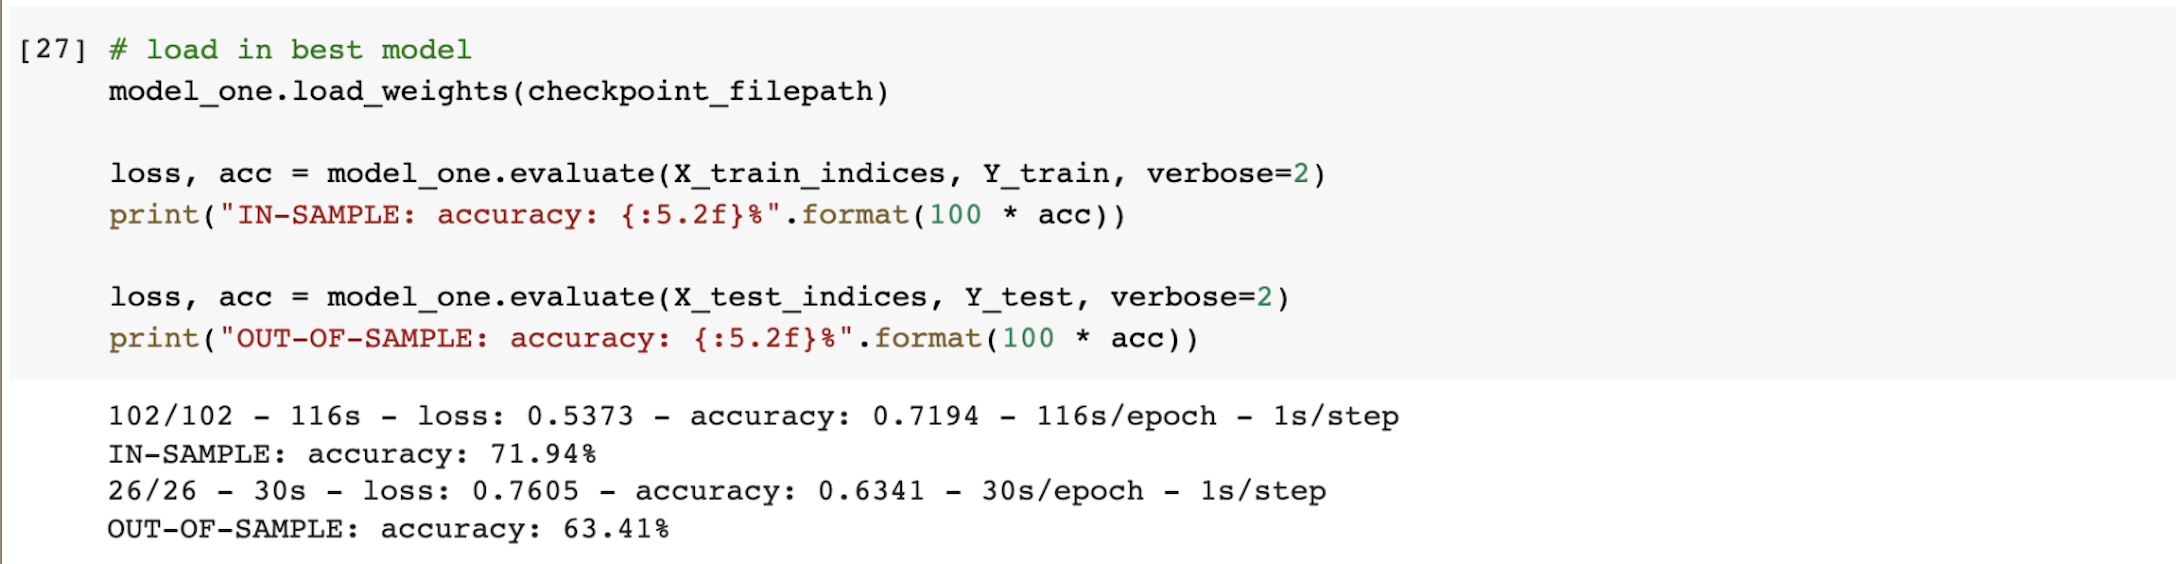 [27] # load in best model
model_one.load_weights(checkpoint_filepath)
loss, acc = model_one.evaluate(X_train_indices, Y_train, verbose=2)
print("IN-SAMPLE: accuracy: {:5.2f}%".format(100 * acc))
loss, acc = model_one.evaluate(X_test_indices, Y_test, verbose=2)
print("OUT-OF-SAMPLE: accuracy: {:5.2f}%".format(100 * acc))
102/102 - 116s - loss: 0.5373 - accuracy: 0.7194 - 116s/epoch - 1s/step
IN-SAMPLE: accuracy: 71.94%
26/26 - 30s - loss: 0.7605 - accuracy: 0.6341 - 30s/epoch - 1s/step
OUT-OF-SAMPLE: accuracy: 63.41%